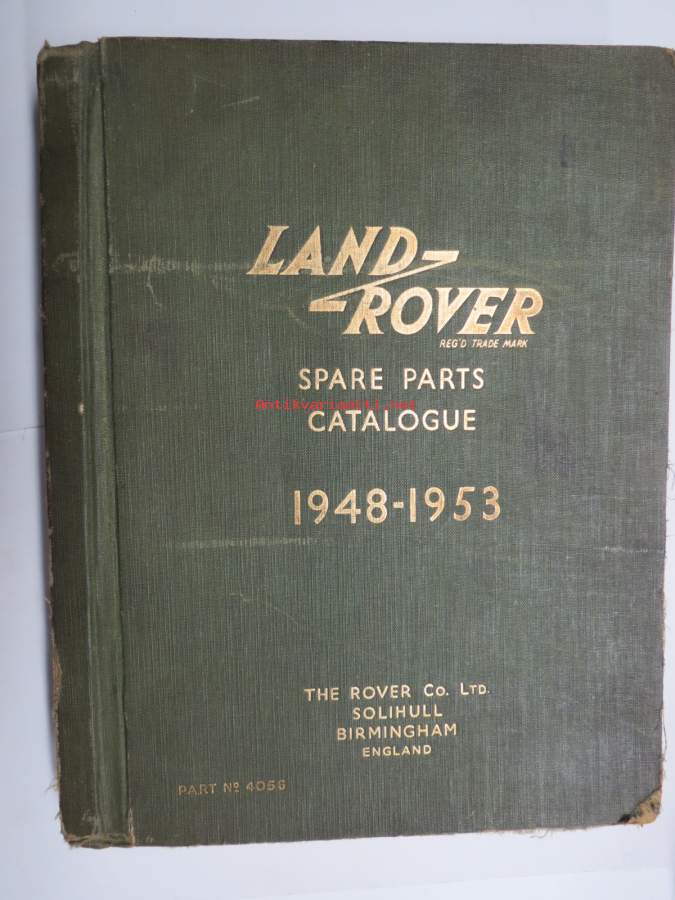 LAND
ROVER
REG'D TRADE MARK
SPARE PARTS
Antikvariaatti.net
CATALOGUE
1948-1953
THE ROVER Co. LTD.
SOLIHULL
BIRMINGHAM
ENGLAND
PART Nº 4056